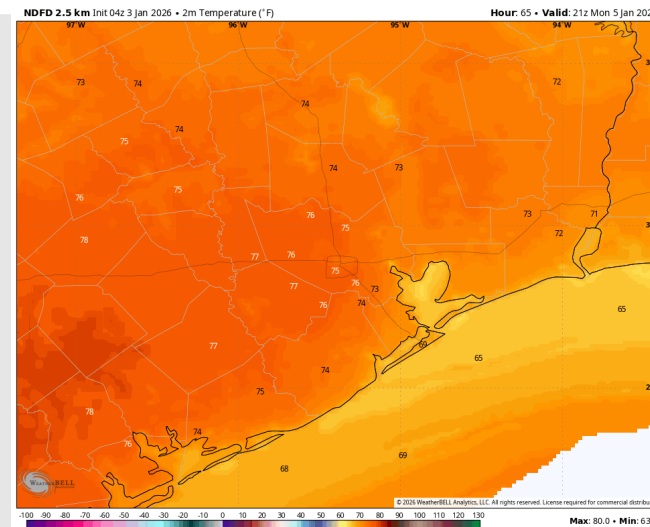 NDFD 2.5 km Init 04z 3 Jan 2026 • 2m Temperature (°F)
Hour: 65 • Valid: 21z Mon 5 Jan 202
97°W 96°W 95°W 94°W
3
73 74 72
74
74
75
74 73
75
76
76 73 71
75 72
78
3
77 76
75
77 76 73
76 74
65
77 69
65
74
2
75
78
74
76
69
68
WeatherBELL
© 2026 WeatherBELL Analytics, LLC. All rights reserved. License required for commercial distribu
-100 -90 -80 -70 -60 -50 -40 -30 -20 -10 0 10 20 30 40 50 60 70 80 90 100 110 120 130
Max: 80.0 • Min: 63